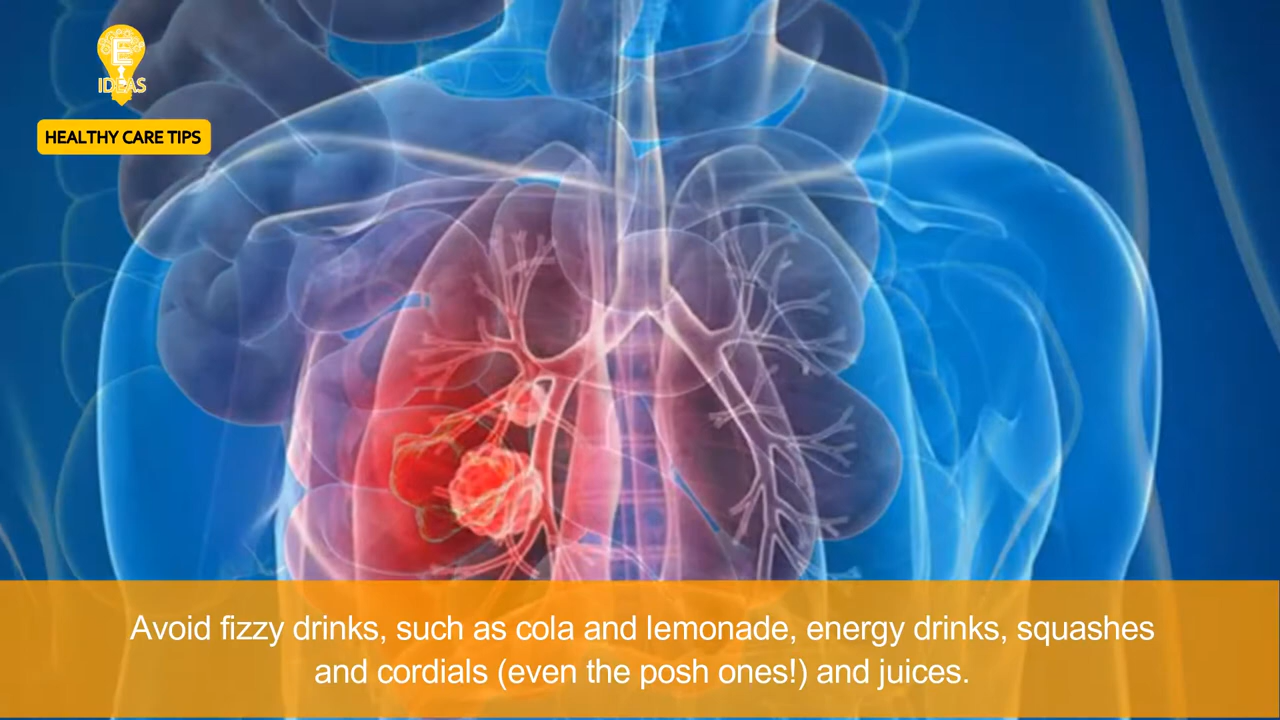 E
IDEAS
HEALTHY CARE TIPS
Avoid fizzy drinks, such as cola and lemonade, energy drinks, squashes
and cordials (even the posh ones!) and juices.